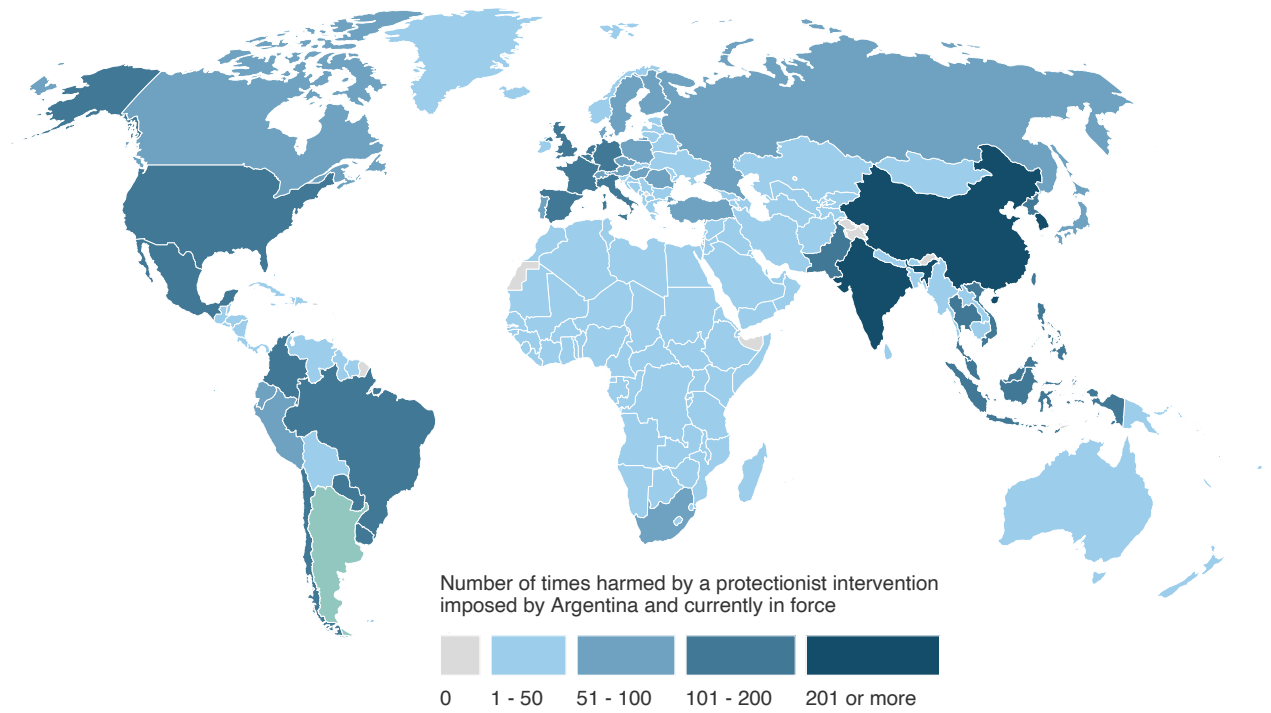 Number of times harmed by a protectionist intervention
imposed by Argentina and currently in force
0 1 - 50 51 - 100 101 - 200 201 or more